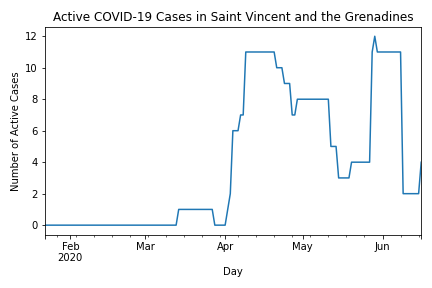 Active COVID-19 Cases in Saint Vincent and the Grenadines
Number of Active Cases
12
10
8
6
4
2
0
Feb
2020
Mar
Apr
May
Jun
Day